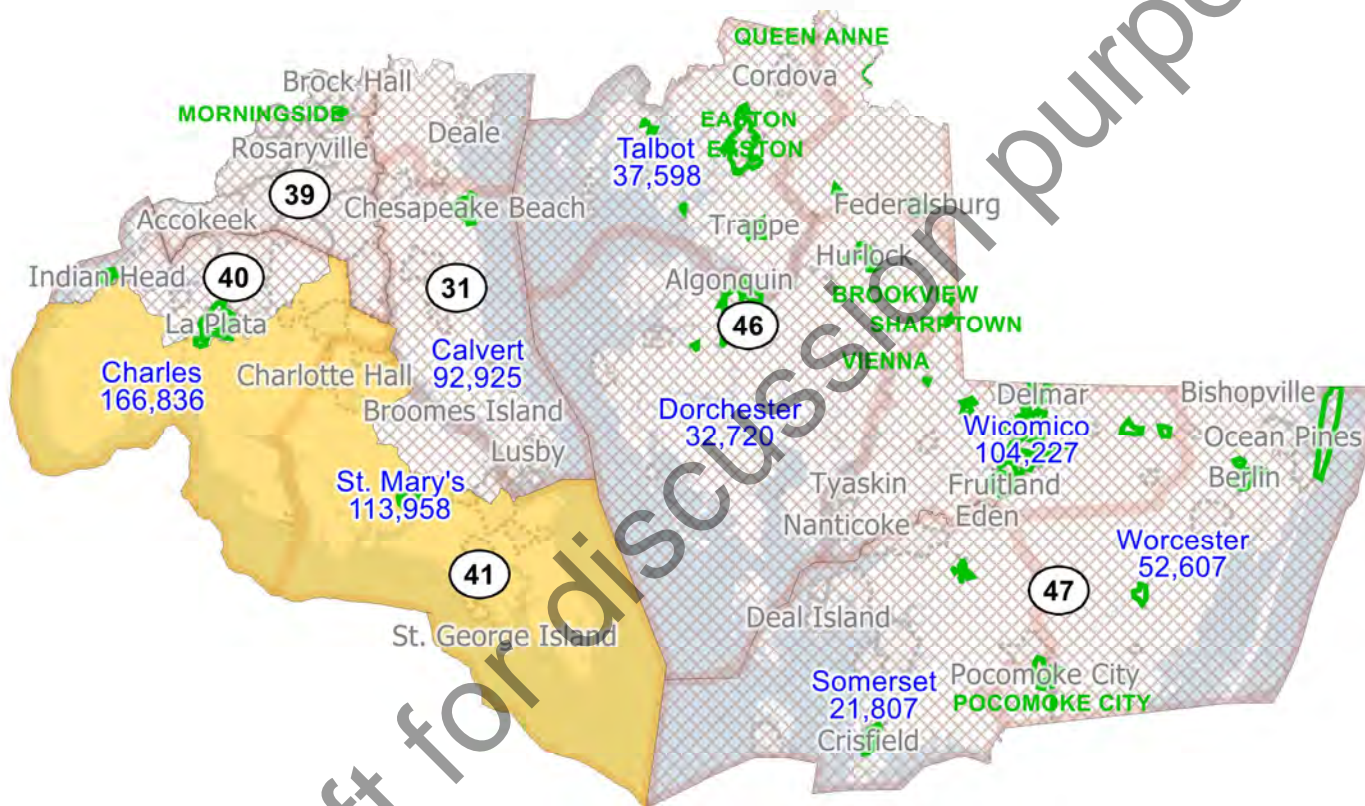 QUEEN ANNE
Cordova
Brock Hall
MORNINGSIDE
Deale
EASTON
EASTON
Rosaryville
Talbot
37,598
39
Chesapeake Beach
Federalsburg
Accokeek
Trappe
Hurlock
Indian Head
40
31
Algonquin
BROOKVIEW
46
SHARPTOWN
La Plata
Calvert
92,925
VIENNA
Charles
166,836
Charlotte Hall
Broomes Island
Dorchester
32,720
Delmar
Wicomico
104,227
Bishopville
Ocean Pines
Berlin
Lusby
St. Mary's
113,958
Tyaskin
Fruitland
Nanticoke
Eden
Worcester
52,607
41
47
Deal Island
St. George Island
Somerset
21,807
Pocomoke City
POCOMOKE CITY
Crisfield
ft for discussion purpo